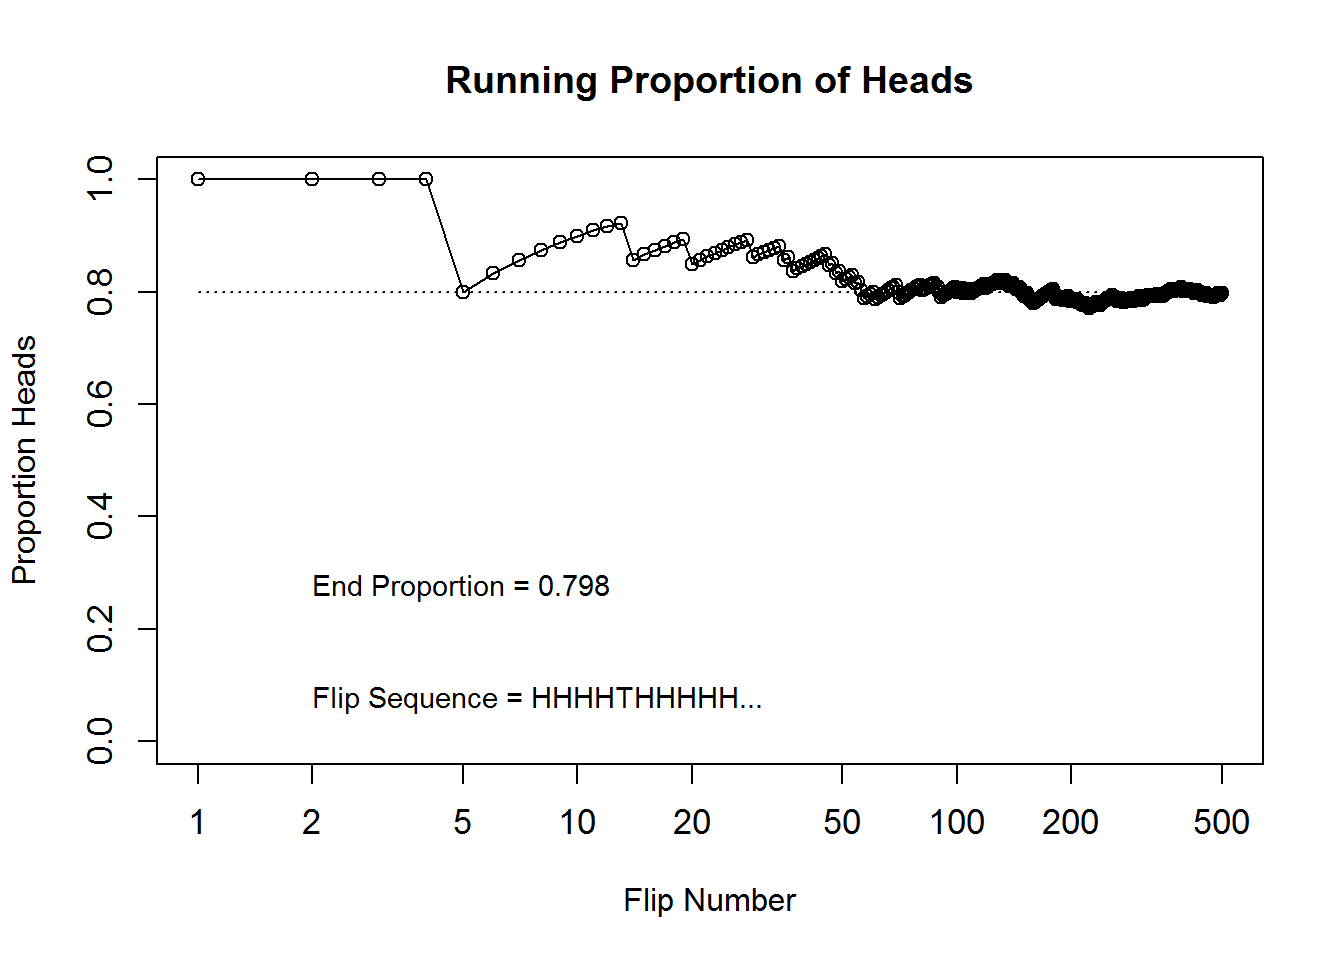 Running Proportion of Heads
Proportion Heads
1.0
0.8
0.6
0.4
0.2
0.0
End Proportion = 0.798
Flip Sequence = HHHHTHHHHH...
1 2 5 10 20 50 100 200 500
Flip Number